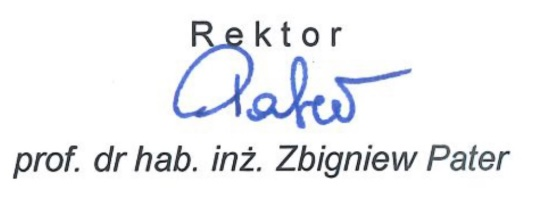 Rektor
Pater
prof. dr hab. inż. Zbigniew Pater